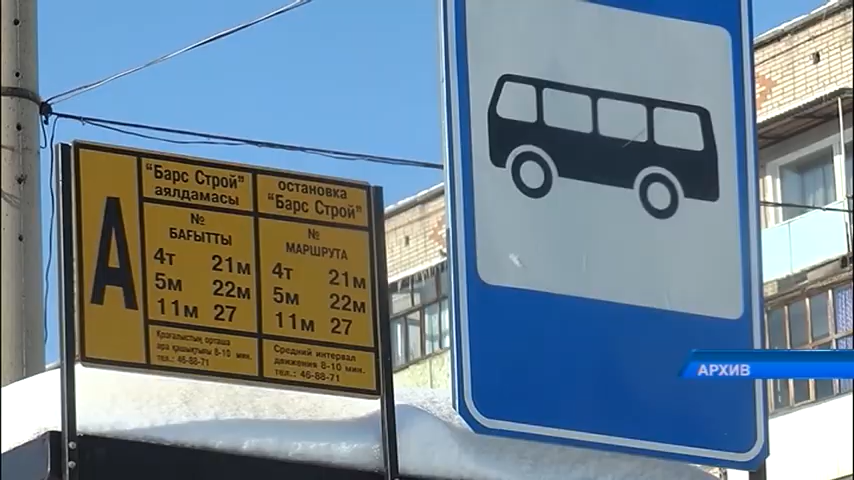 А
"Барс Строй"
аялдамасы
№
БАҒЫТТЫ
4т 21м
5м 22м
11м 27
Қозғалыстың орташа
ара қашықтығы 8-10 мин.
тел.: 46-88-71
остановка
"Барс Строй"
№
МАРШРУТА
4т 21м
5м 22м
11м 27
Средний интервал
движения 8-10 мин.
тел.: 46-88-71
АРХИВ